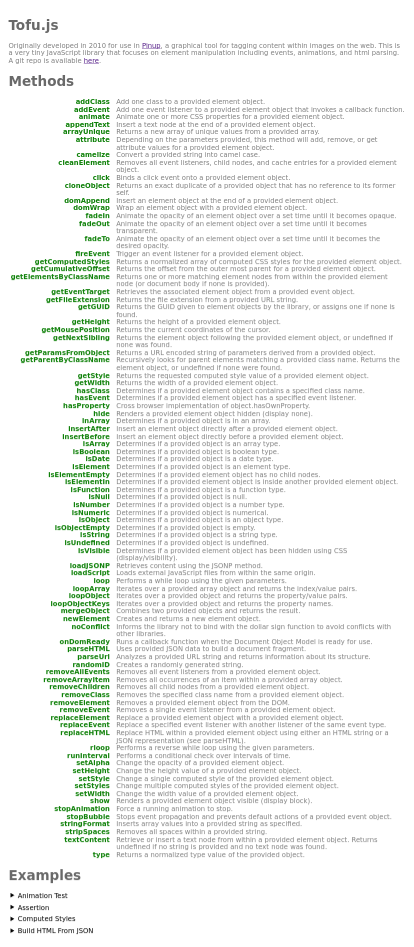 Tofu.js
Originally developed in 2010 for use in Pinup, a graphical tool for tagging content within images on the web. This is
a very tiny JavaScript library that focuses on element manipulation including events, animations, and html parsing.
A git repo is available here.
Methods
addClass Add one class to a provided element object.
addEvent Add one event listener to a provided element object that invokes a callback function.
animate Animate one or more CSS properties for a provided element.
appendText Insert a text node at the end of a provided element.
arrayUnique Returns a new array of unique values from a provided array.
attribute Depending on the parameters provided, this method will add, remove, or get
attribute values for a provided element object.
camelize Convert a provided string into camel case.
cleanElement Removes all event listeners, child nodes, and cache entries for a provided element
object.
click Binds a click event onto a provided element.
cloneObject Returns an exact duplicate of a provided object that has no reference to its former
self.
domAppend Insert an element object at the end of a provided element object.
domWrap Wrap an element object with a provided element object.
fadeIn Animate the opacity of an element object over a set time until it becomes opaque.
fadeOut Animate the opacity of an element object over a set time until it becomes
transparent.
fadeTo Animate the opacity of an element object over a set time until it becomes the
desired opacity.
fireEvent Trigger an event listener for a provided element object.
getComputedStyles Returns a normalized array of computed CSS styles for the provided element object.
getCumulativeOffset Returns the offset from the outer most parent for a provided element object.
getElementsByClassName Returns one or more matching element nodes from within the provided element
node (or document body if none is provided).
getEventTarget Retrieves the associated element object from a provided event object.
getFileExtension Returns the file extension from a provided URL string.
getGUID Returns the GUID given to element objects by the library, or assigns one if none is
found.
getHeight Returns the height of a provided element object.
getMousePosition Returns the current coordinates of the cursor.
getNextSibling Returns the element object following the provided element object, or undefined if
none was found.
getParamsFromObject Returns a URL encoded string of parameters derived from a provided object.
getParentByClassName Recursively looks for parent elements matching a provided class name. Returns the
element object, or undefined if none were found.
getStyle Returns the requested computed style value of a provided element object.
getWidth Returns the width of a provided element object.
hasClass Determines if a provided element object contains a specified class name.
hasEvent Determines if a provided element object has a specified event listener.
hasProperty Cross browser implementation of object.hasOwnProperty.
hide Renders a provided element object hidden (display none).
inArray Determines if a provided object is in an array.
insertAfter Insert an element object directly after a provided element object.
insertBefore Insert an element object directly before a provided element object.
isArray Determines if a provided object is an array type.
isBoolean Determines if a provided object is boolean type.
isDate Determines if a provided object is a date type.
isElement Determines if a provided object is an element type.
isElementEmpty Determines if a provided element object has no child nodes.
isElementIn Determines if a provided element object is inside another provided element object.
isFunction Determines if a provided object is a function type.
isNull Determines if a provided object is null.
isNumber Determines if a provided object is a number type.
isNumeric Determines if a provided object is numerical.
isObject Determines if a provided object is an object type.
isObjectEmpty Determines if a provided object is empty.
isString Determines if a provided object is a string type.
isUndefined Determines if a provided object is undefined.
isVisible Determines if a provided element object has been hidden using CSS
(display/visibility).
loadJSONP Retrieves content using the JSONP method.
loadScript Loads external JavaScript files from within the same origin.
loop Performs a while loop using the given parameters.
loopArray Iterates over a provided array object and returns the index/value pairs.
loopObject Iterates over a provided object and returns the property/value pairs.
loopObjectKeys Iterates over a provided object and returns the property names.
mergeObject Combines two provided objects and returns the result.
newElement Creates and returns a new element object.
noConflict Informs the library not to bind with the dollar sign function to avoid conflicts with
other libraries.
onDomReady Runs a callback function when the Document Object Model is ready for use.
parseHTML Uses provided JSON data to build a document fragment.
parseUrl Analyzes a provided URL string and returns information about its structure.
randomID Creates a randomly generated string.
removeAllEvents Removes all event listeners from a provided element object.
removeArrayItem Removes all occurrences of an item within a provided array object.
removeChildren Removes all child nodes from a provided element object.
removeClass Removes the specified class name from a provided element object.
removeElement Removes a provided element object from the DOM.
removeEvent Removes a single event listener from a provided element object.
replaceElement Replace a provided element object with a provided element object.
replaceEvent Replace a specified event listener with another listener of the same event type.
replaceHTML Replace HTML within a provided element object using either an HTML string or a
JSON representation (see parseHTML).
rloop Performs a reverse while loop using the given parameters.
runInterval Performs a conditional check over intervals of time.
setAlpha Change the opacity of a provided element object.
setHeight Change the height value of a provided element object.
setStyle Change a single computed style of the provided element object.
setStyles Change multiple computed styles of the provided element object.
setWidth Change the width value of a provided element object.
show Renders a provided element object visible (display block).
stopAnimation Force a running animation to stop.
stopBubble Stops event propagation and prevents default actions of a provided event object.
stringFormat Inserts array values into a provided string as specified.
stripSpaces Removes all spaces within a provided string.
textContent Retrieve or insert a text node from within a provided element object. Returns
undefined if no string is provided and no text node was found.
type Returns a normalized type value of the provided object.
Examples
Animation Test
Assertion
Computed Styles
Build HTML From JSON